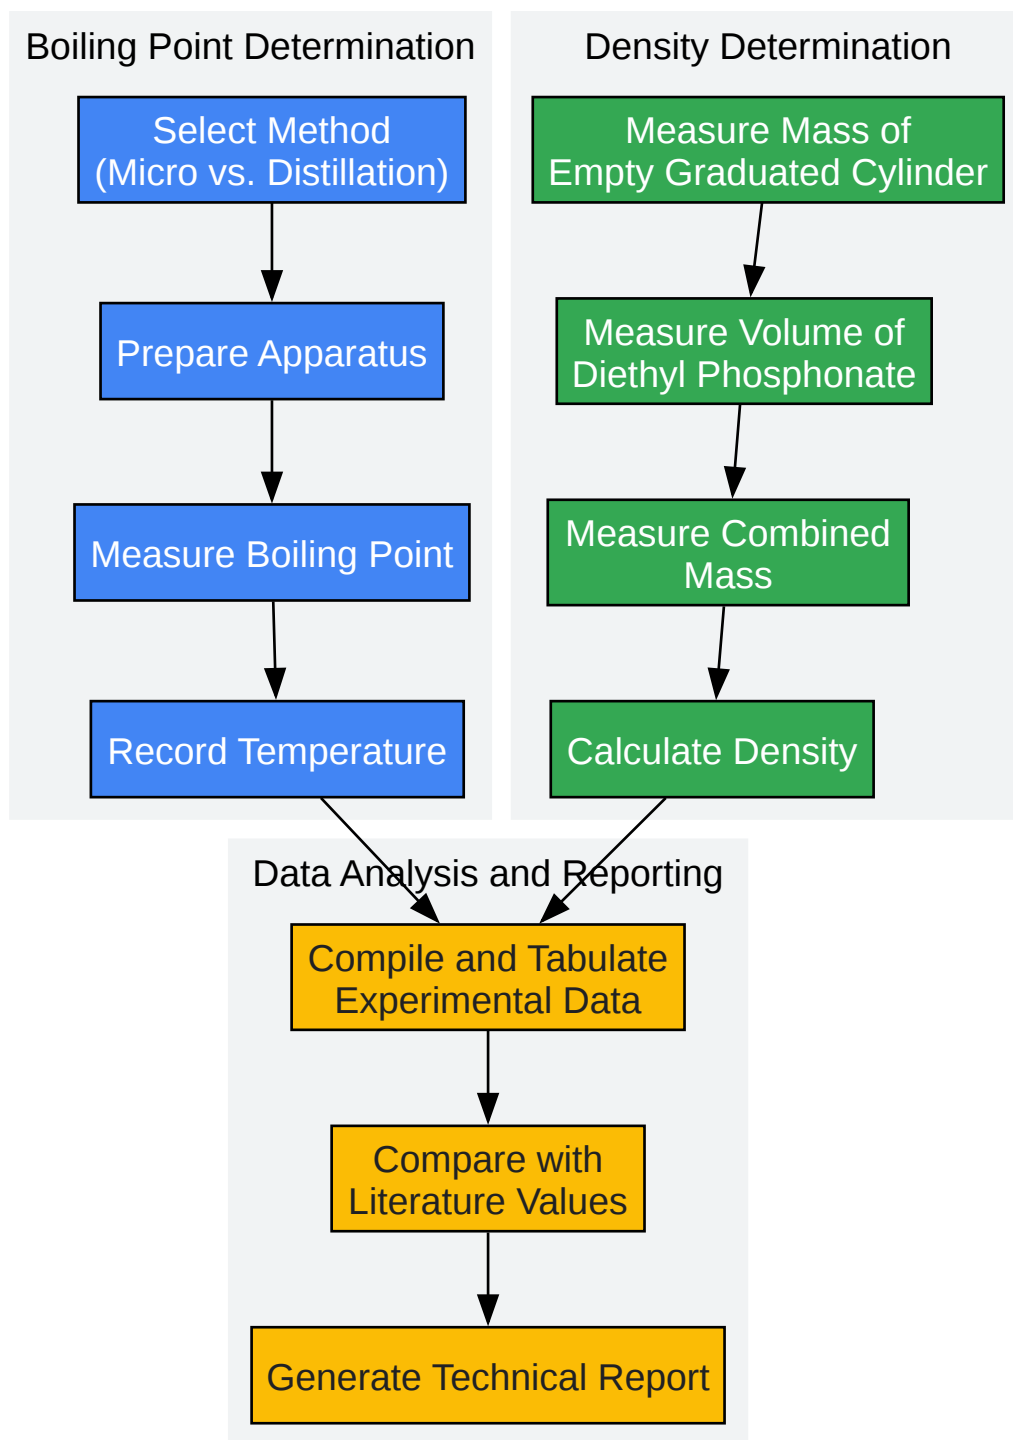 Boiling Point Determination
Select Method
(Micro vs. Distillation)
Prepare Apparatus
Measure Boiling Point
Record Temperature
Density Determination
Measure Mass of
Empty Graduated Cylinder
Measure Volume of
Diethyl Phosphonate
Measure Combined
Mass
Calculate Density
Data Analysis and Reporting
Compile and Tabulate
Experimental Data
Compare with
Literature Values
Generate Technical Report